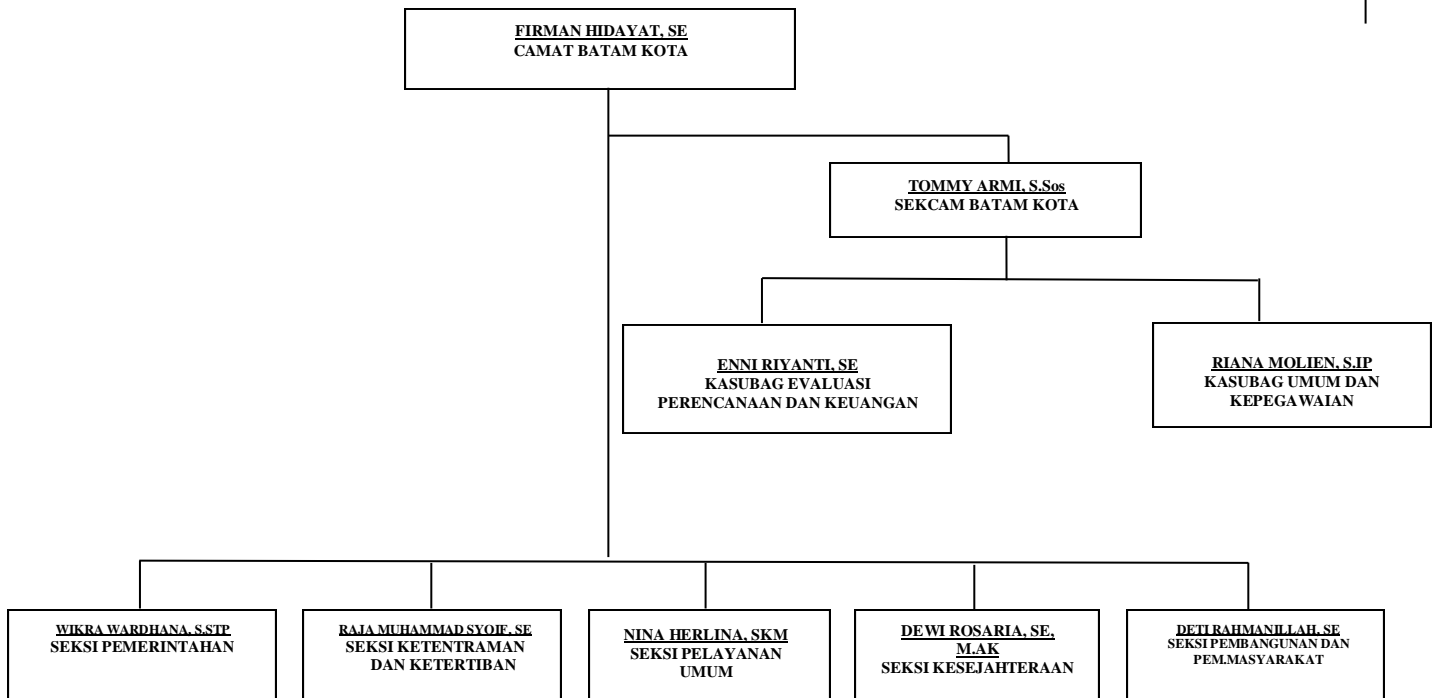 FIRMAN HIDAYAT, SE
CAMAT BATAM KOTA
TOMMY ARMI, S.Sos
SEKCAM BATAM KOTA
ENNI RIYANTI, SE
KASUBAG EVALUASI
PERENCANAAN DAN KEUANGAN
RIANA MOLIEN, S.IP
KASUBAG UMUM DAN
KEPEGAWAIAN
WIKRA WARDHANA, S.STP
SEKSI PEMERINTAHAN
RAJA MUHAMMAD SYOIF, SE
SEKSI KETENTRAMAN
DAN KETERTIBAN
NINA HERLINA, SKM
SEKSI PELAYANAN
UMUM
DEWI ROSARIA, SE,
M.AK
SEKSI KESEJAHTERAAN
DETI RAHMANILLAH, SE
SEKSI PEMBANGUNAN DAN
PEM.MASYARAKAT